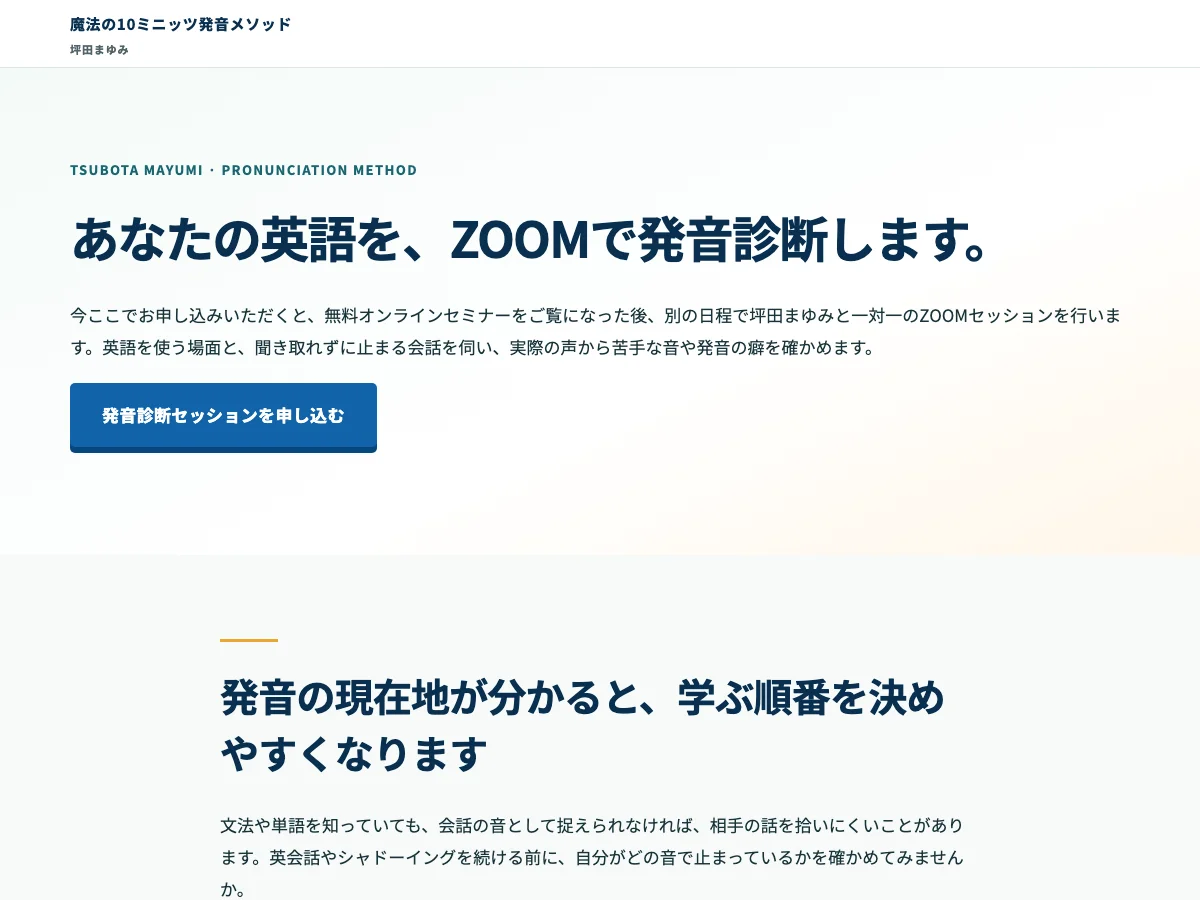 魔法の10ミニッツ発音メソッド
坪田まゆみ
TSUBOTA MAYUMI · PRONUNCIATION METHOD
あなたの英語を、ZOOMで発音診断します。
今ここでお申し込みいただくと、無料オンラインセミナーをご覧になった後、別の日程で坪田まゆみと一対一のZOOMセッションを行いま
す。英語を使う場面と、聞き取れずに止まる会話を伺い、実際の声から苦手な音や発音の癖を確かめます。
発音診断セッションを申し込む
発音の現在地が分かると、学ぶ順番を決め
やすくなります
文法や単語を知っていても、会話の音として捉えられなければ、相手の話を拾いにくいことがあり
ます。英会話やシャドーイングを続ける前に、自分がどの音で止まっているかを確かめてみません
か。